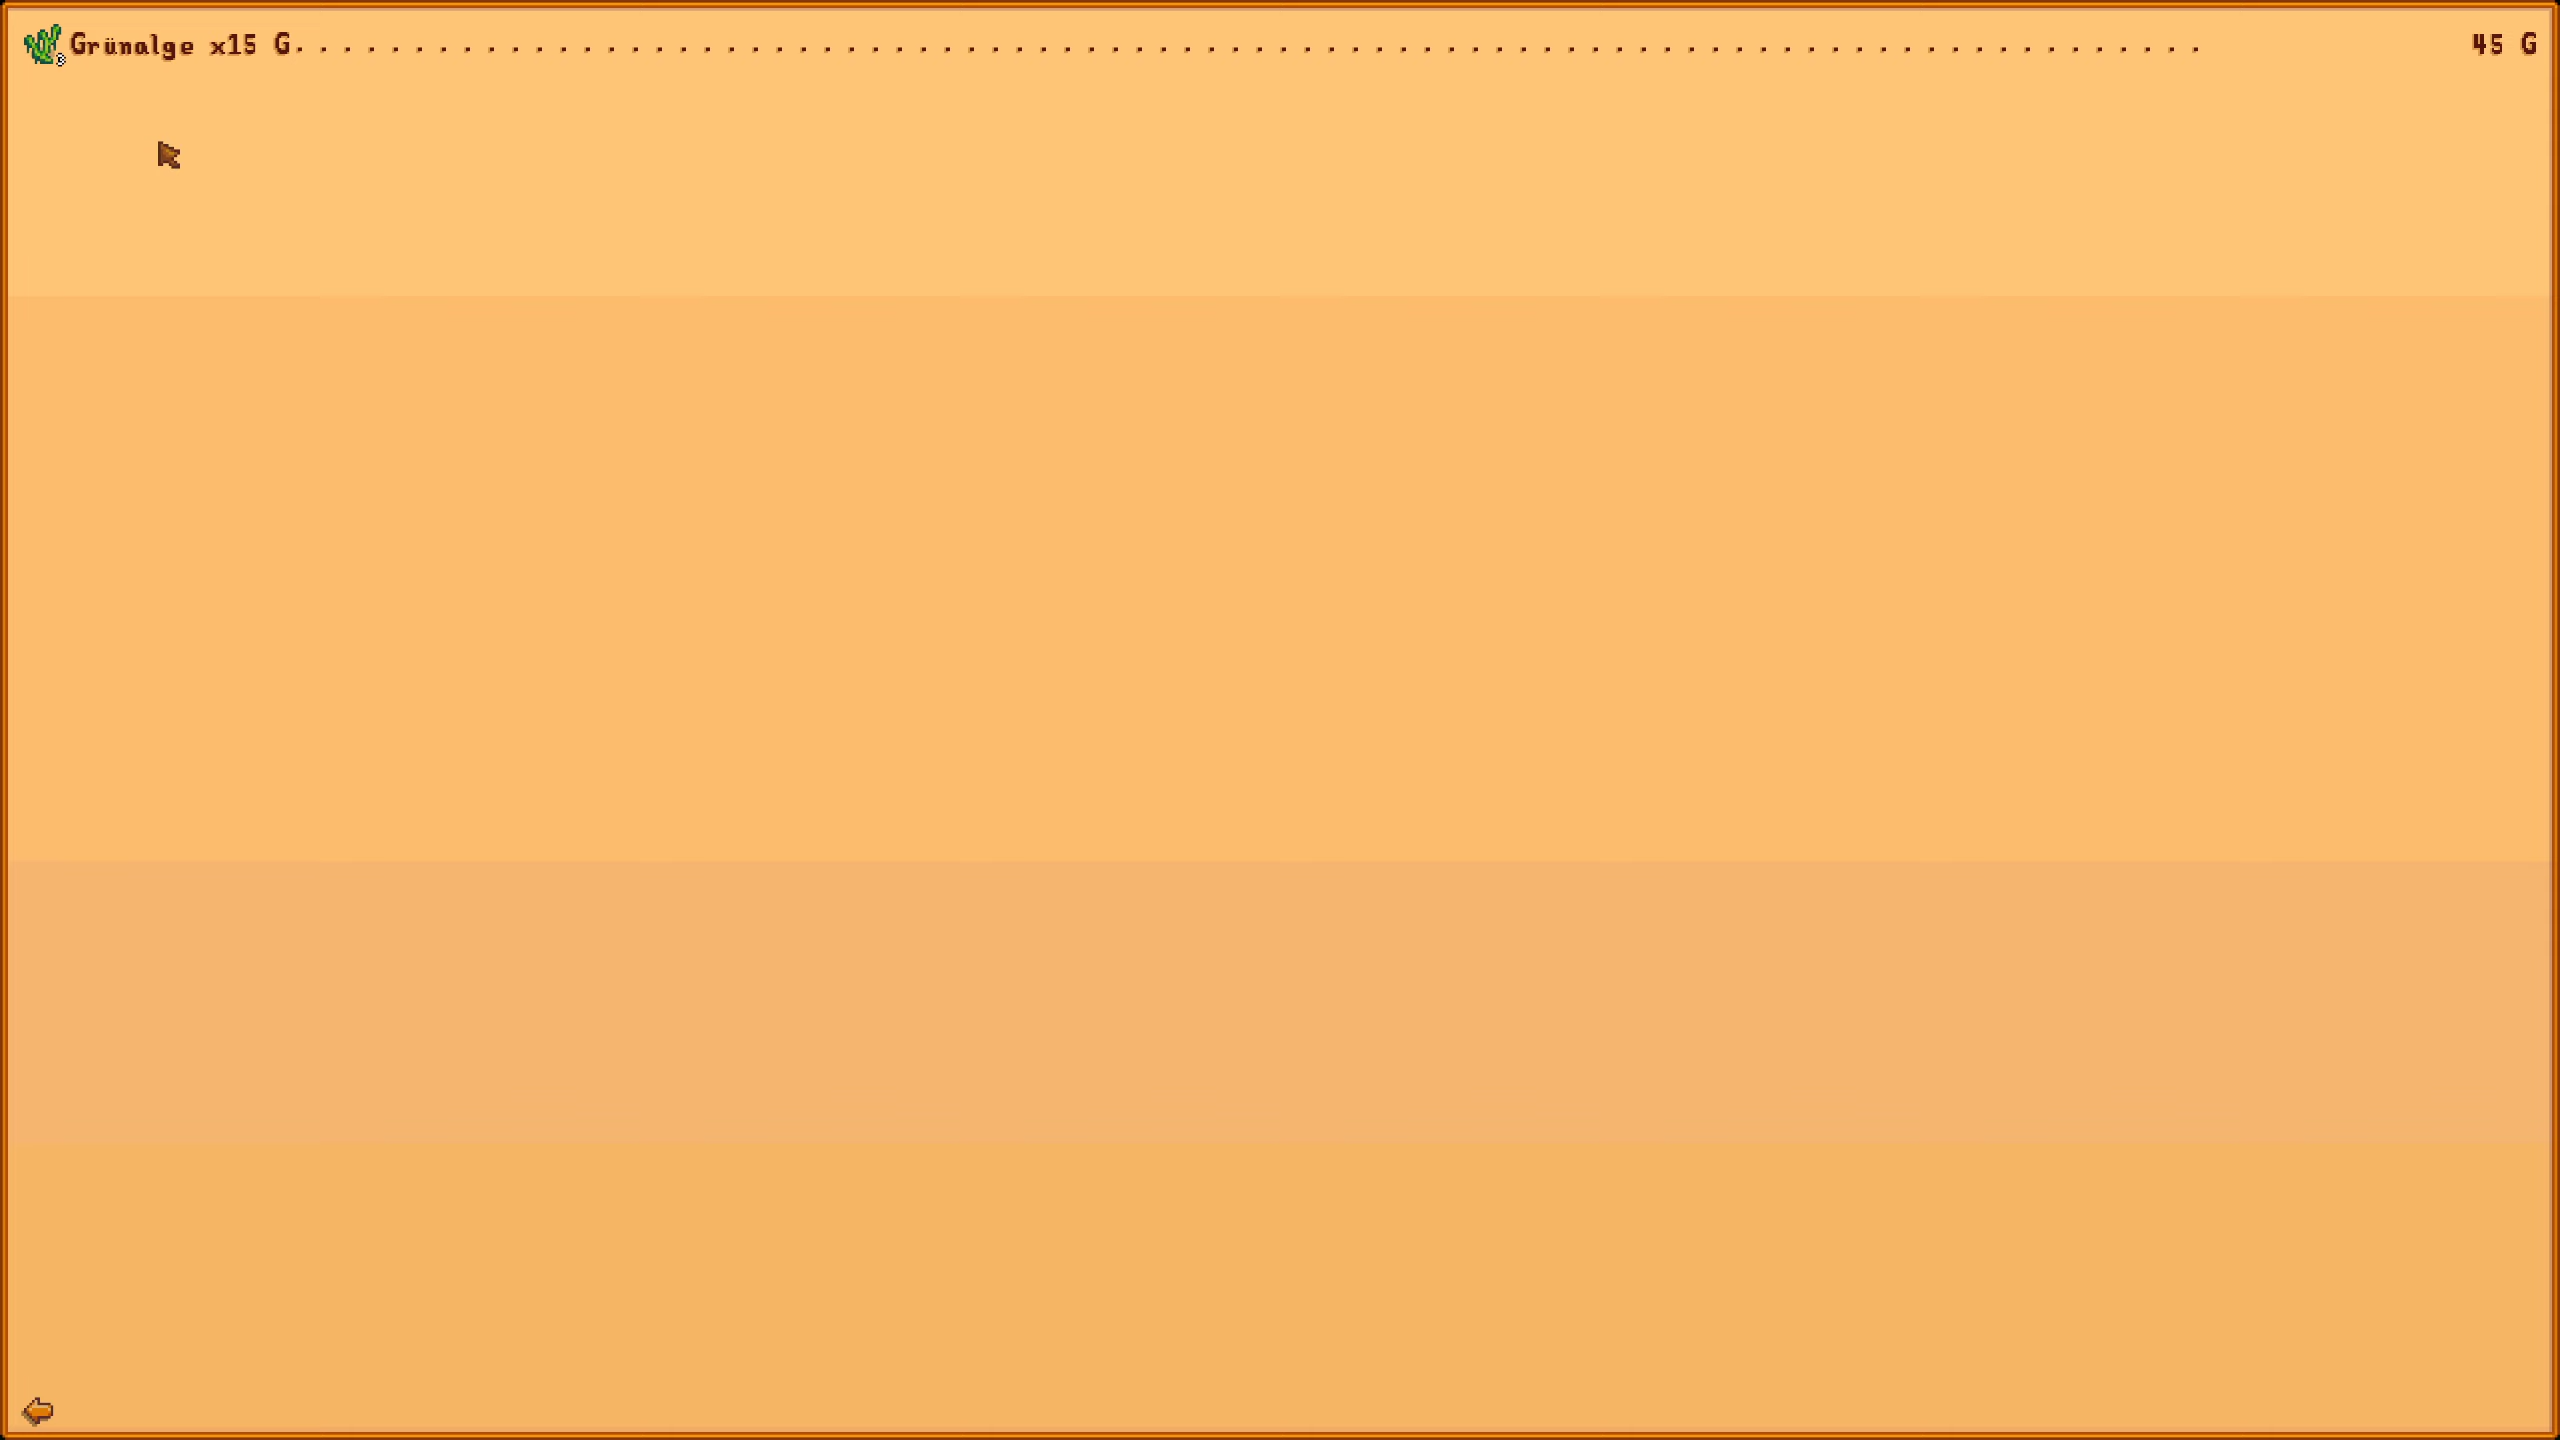 Grünalge x15 G. . . . . . . . . . . . . . . . . . . . . . . . . . . . . . . . . . . . . . . . . . . . . . . . . . . . . . . . . . . . . . . . . . . . . . . . . . . . . . . . 45 G